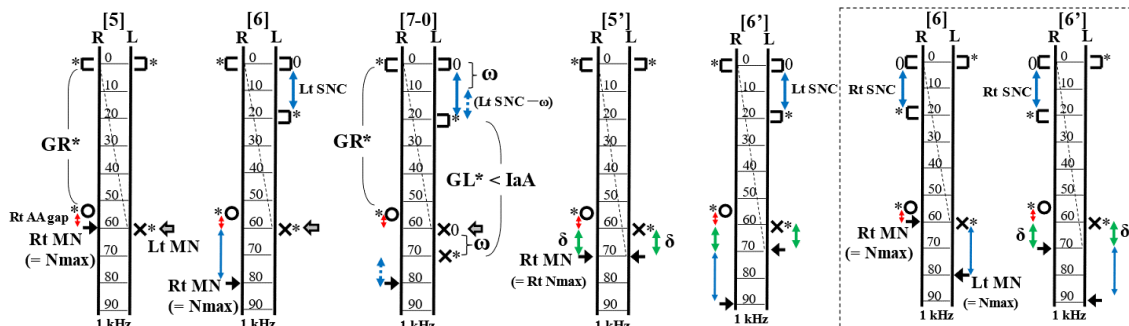 [5]
R L
* *
0
10
20
30
40
50
60
70
80
90
GR*
*
Rt AA gap
Rt MN
(= Nmax)
*
Lt MN
1 kHz
[6]
R L
* 0
0
10
20
30
40
50
60
70
80
90
Lt SNC
*
*
*
Rt MN
(= Nmax)
1 kHz
[7-0]
R L
* 0
0
10
20
30
40
50
60
70
80
90
ω
(Lt SNC −ω)
*
GR*
GL* < IaA
*
0
ω
*
1 kHz
[5’]
R L
* *
0
10
20
30
40
50
60
70
80
90
*
*
δ δ
Rt MN
(= Rt Nmax)
1 kHz
[6’]
R L
* 0
0
10
20
30
40
50
60
70
80
90
Lt SNC
*
*
*
1 kHz
[6]
R L
0 *
0
10
20
30
40
50
60
70
80
90
Rt SNC
*
*
*
Rt MN
Lt MN
(= Nmax)
1 kHz
[6’]
R L
0 *
0
10
20
30
40
50
60
70
80
90
Rt SNC
*
*
*
δ δ
1 kHz